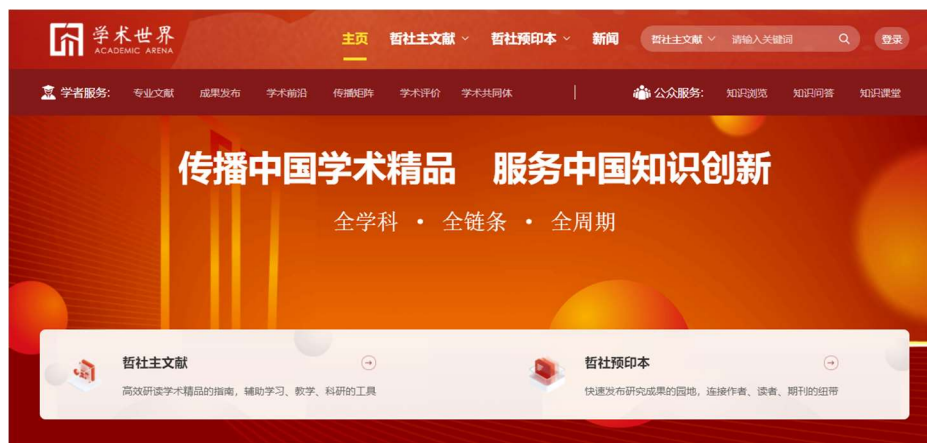 学术世界
ACADEMIC ARENA
主页 哲社主文献 哲社预印本 新闻 哲社主文献 请输入关键词 登录
学者服务: 专业文献 成果发布 学术前沿 传播矩阵 学术评价 学术共同体 公众服务: 知识浏览 知识问答 知识课堂
传播中国学术精品 服务中国知识创新
全学科 · 全链条 · 全周期
哲社主文献
高效研读学术精品的指南，辅助学习、教学、科研的工具
哲社预印本
快速发布研究成果的园地，连接作者、读者、期刊的纽带